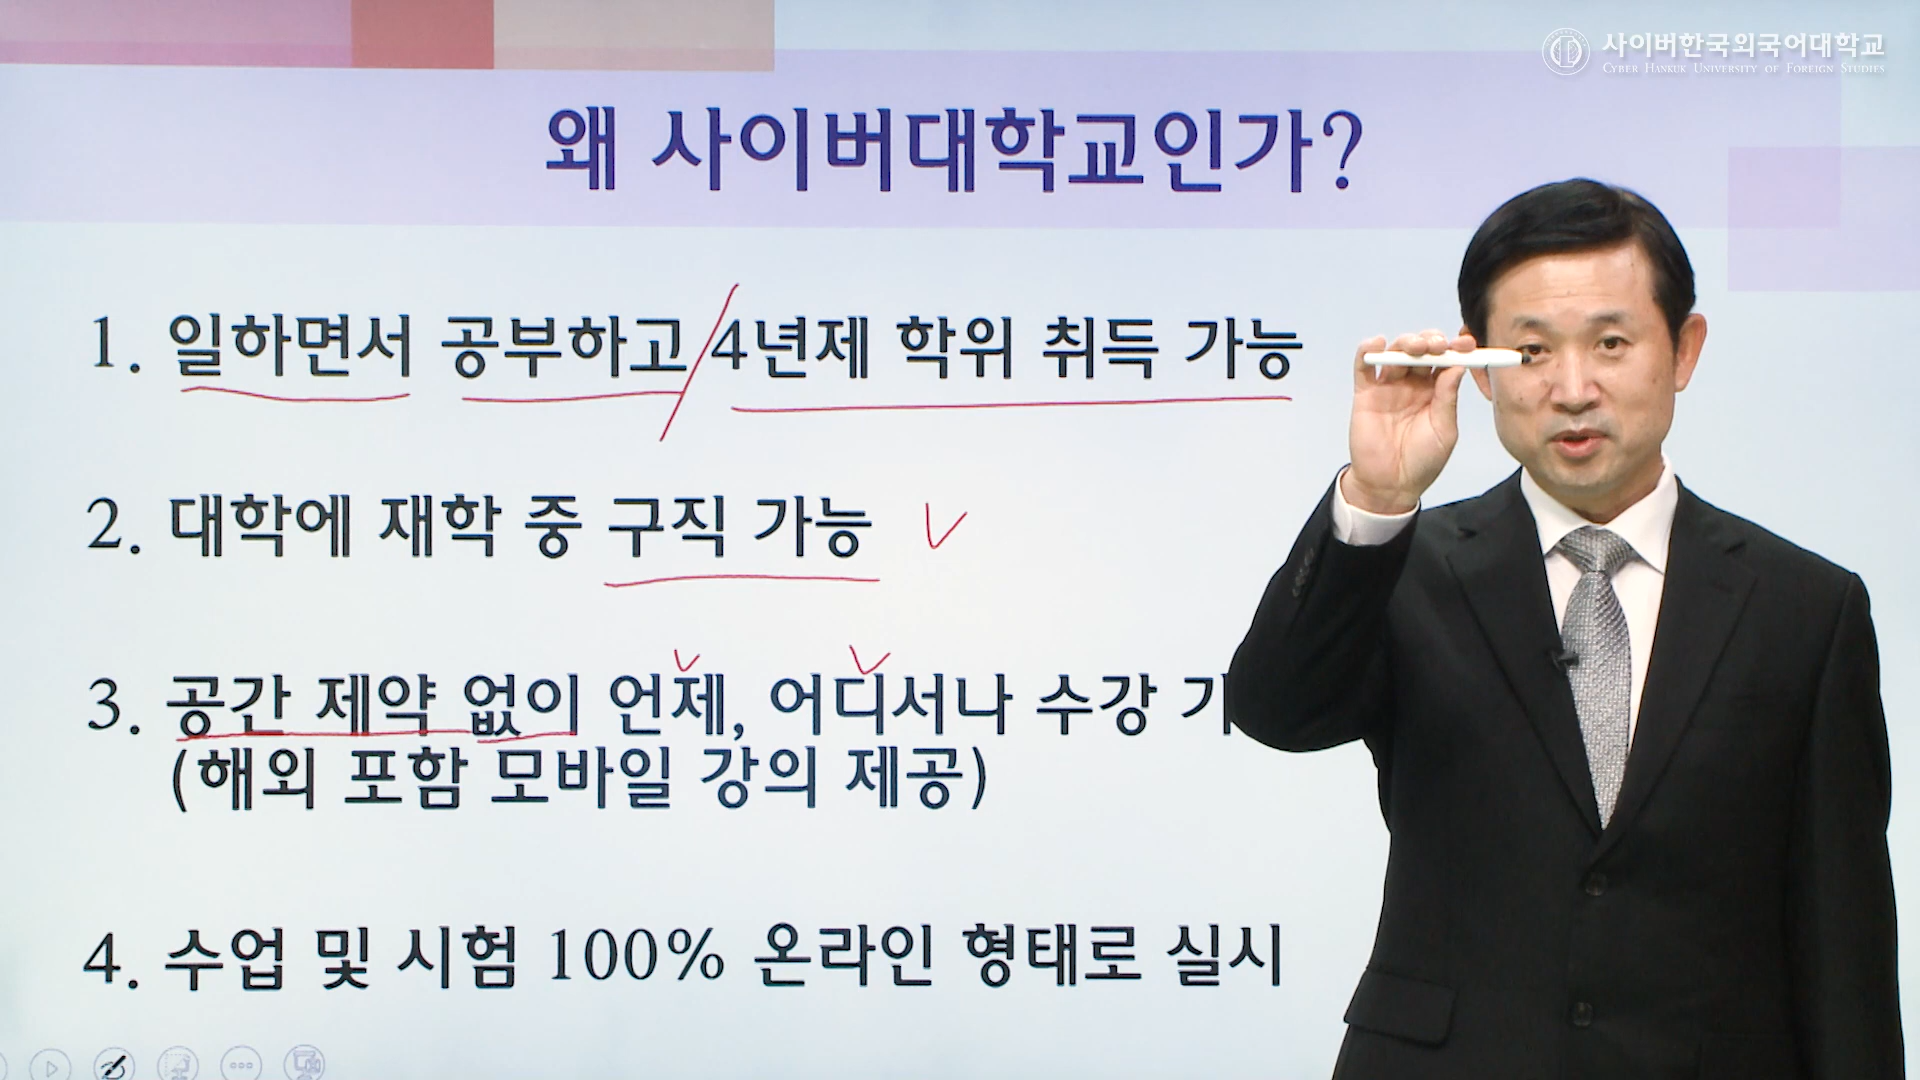 사이버한국외국어대학교
CYBER HANKUK UNIVERSITY OF FOREIGN STUDIES
왜 사이버대학교인가?
1. 일하면서 공부하고 4년제 학위 취득 가능
2. 대학에 재학 중 구직 가능
3. 공간 제약 없이 언제, 어디서나 수강
(해외 포함 모바일 강의 제공)
4. 수업 및 시험 100% 온라인 형태로 실시